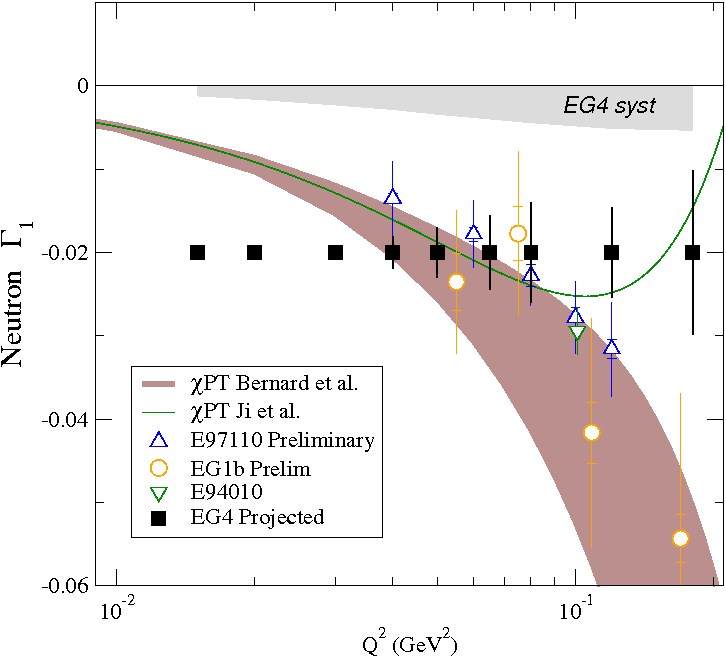 0
EG4 syst
-0.02
-0.04
-0.06
Neutron Γ₁
χPT Bernard et al.
χPT Ji et al.
E97110 Preliminary
EG1b Prelim
E94010
EG4 Projected
10⁻² 10⁻¹
Q² (GeV²)